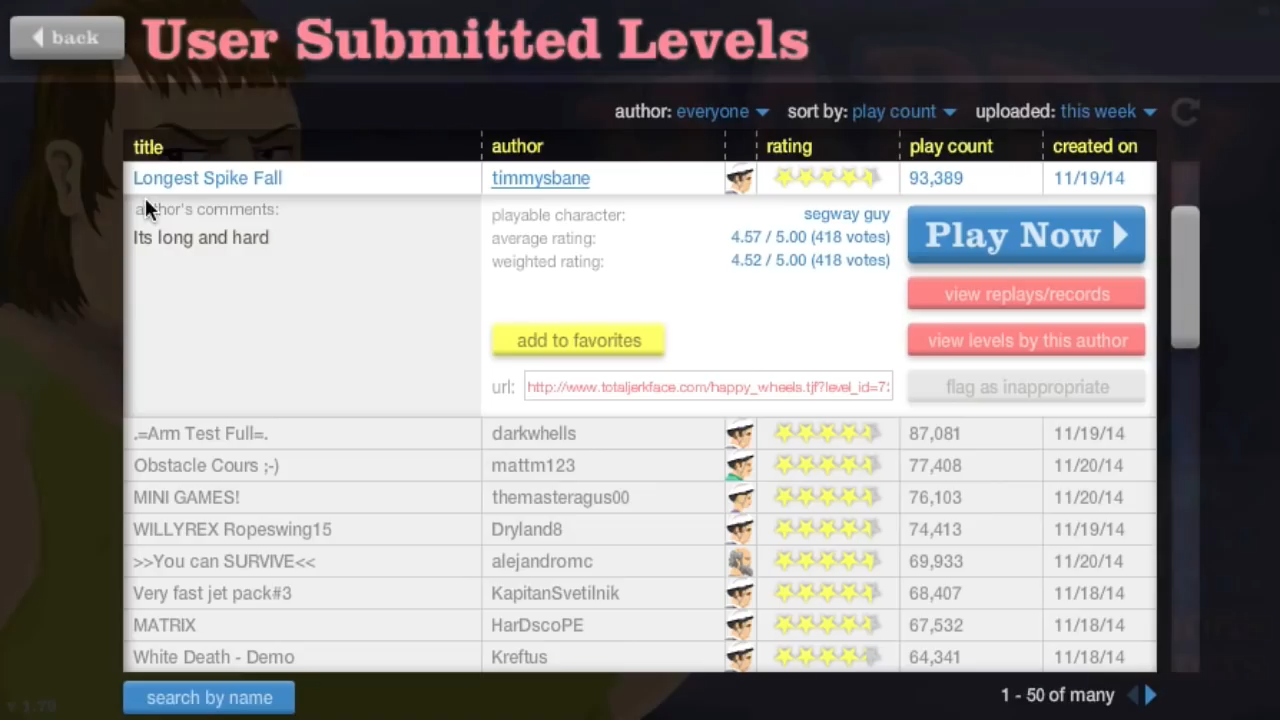 back
User Submitted Levels
author: everyone sort by: play count uploaded: this week
title author rating play count created on
Longest Spike Fall timmysbane 93,389 11/19/14
author's comments:
Its long and hard
playable character: segway guy
average rating: 4.57 / 5.00 (418 votes)
weighted rating: 4.52 / 5.00 (418 votes)
Play Now
view replays/records
add to favorites
view levels by this author
url: http://www.totaljerkface.com/happy_wheels.tjf?level_id=7
flag as inappropriate
.=Arm Test Full=. darkwhells 87,081 11/19/14
Obstacle Cours ;-) mattm123 77,408 11/20/14
MINI GAMES! themasteragus00 76,103 11/20/14
WILLYREX Ropeswing15 Dryland8 74,413 11/19/14
>>You can SURVIVE<< alejandromc 69,933 11/20/14
Very fast jet pack#3 KapitanSvetilnik 68,407 11/18/14
MATRIX HarDscoPE 67,532 11/18/14
White Death - Demo Kreftus 64,341 11/18/14
search by name
1 - 50 of many